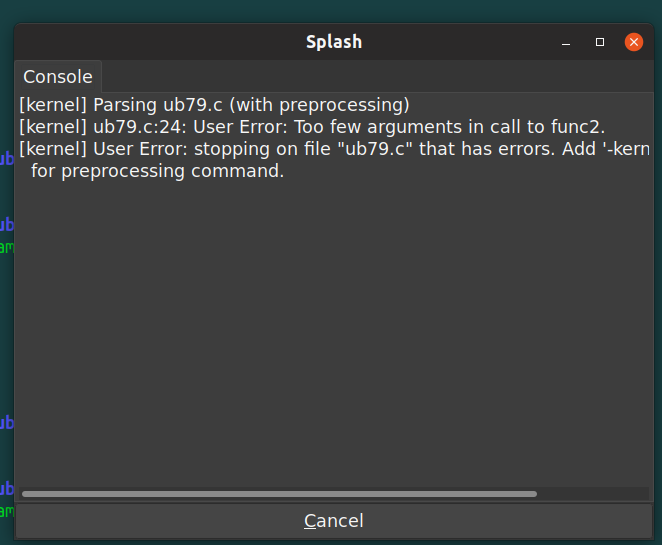 Splash
Console
[kernel] Parsing ub79.c (with preprocessing)
[kernel] ub79.c:24: User Error: Too few arguments in call to func2.
[kernel] User Error: stopping on file "ub79.c" that has errors. Add '-kern
for preprocessing command.
ub
ub
am
ub
ub
am
Cancel